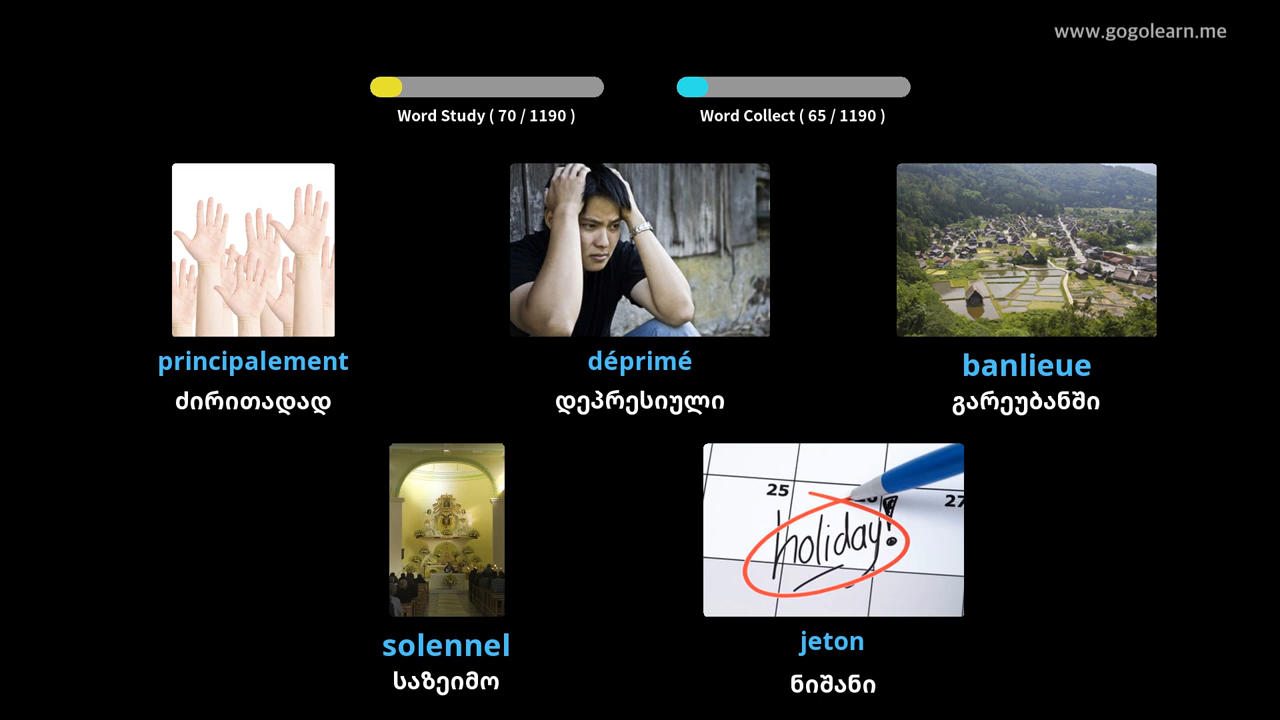 www.gogolearn.me
Word Study ( 70 / 1190 )
Word Collect ( 65 / 1190 )
principalement
déprimé
banlieue
ძირითადად
დეპრესიული
გარეუბანში
25
27
holiday!
solennel
jeton
საზეიმო
ნიშანი